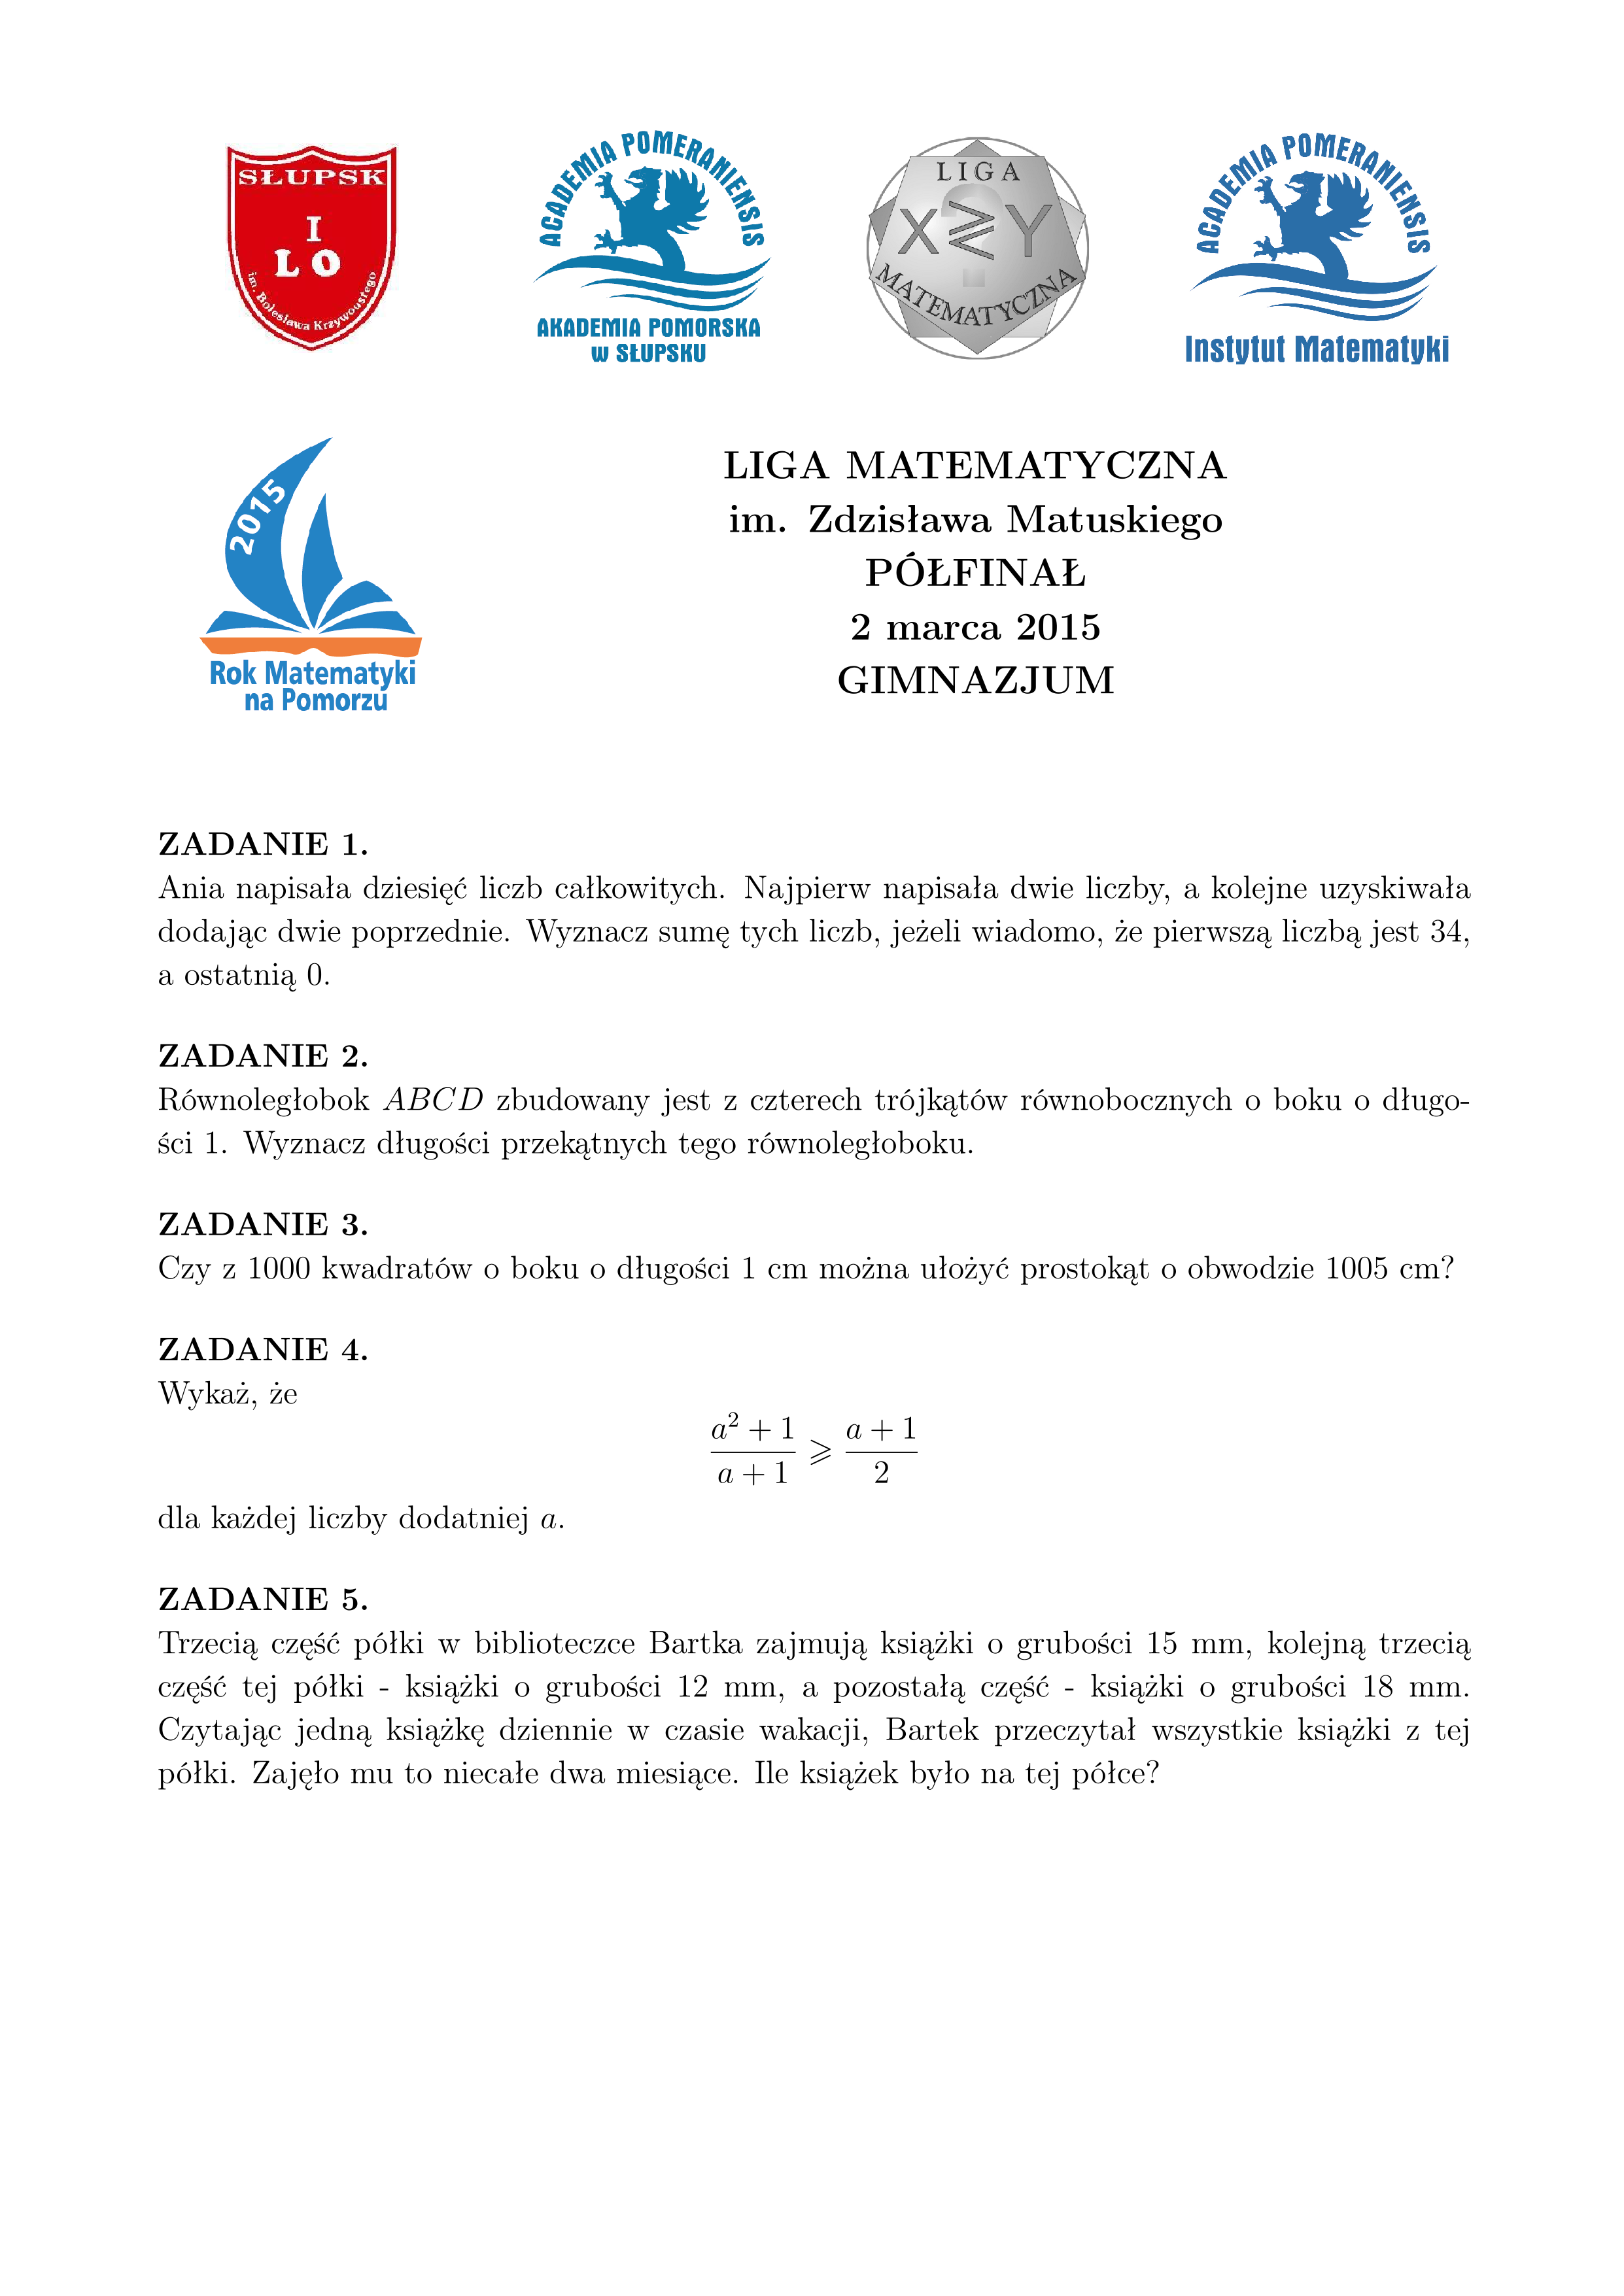 SŁUPSK
I
LO
im. Bolesława Krzywoustego
ACADEMIA POMERANIENSIS
AKADEMIA POMORSKA
W SŁUPSKU
LIGA
X ≷ Y
?
MATEMATYCZNA
ACADEMIA POMERANIENSIS
Instytut Matematyki
2015
Rok Matematyki
na Pomorzu
LIGA MATEMATYCZNA
im. Zdzisława Matuskiego
PÓŁFINAŁ
2 marca 2015
GIMNAZJUM
ZADANIE 1.
Ania napisała dziesięć liczb całkowitych. Najpierw napisała dwie liczby, a kolejne uzyskiwała
dodając dwie poprzednie. Wyznacz sumę tych liczb, jeżeli wiadomo, że pierwszą liczbą jest 34,
a ostatnią 0.
ZADANIE 2.
Równoległobok ABCD zbudowany jest z czterech trójkątów równobocznych o boku o długo-
ści 1. Wyznacz długości przekątnych tego równoległoboku.
ZADANIE 3.
Czy z 1000 kwadratów o boku o długości 1 cm można ułożyć prostokąt o obwodzie 1005 cm?
ZADANIE 4.
Wykaż, że
(a² + 1)/(a + 1) ⩾ (a + 1)/2
dla każdej liczby dodatniej a.
ZADANIE 5.
Trzecią część półki w biblioteczce Bartka zajmują książki o grubości 15 mm, kolejną trzecią
część tej półki - książki o grubości 12 mm, a pozostałą część - książki o grubości 18 mm.
Czytając jedną książkę dziennie w czasie wakacji, Bartek przeczytał wszystkie książki z tej
półki. Zajęło mu to niecałe dwa miesiące. Ile książek było na tej półce?